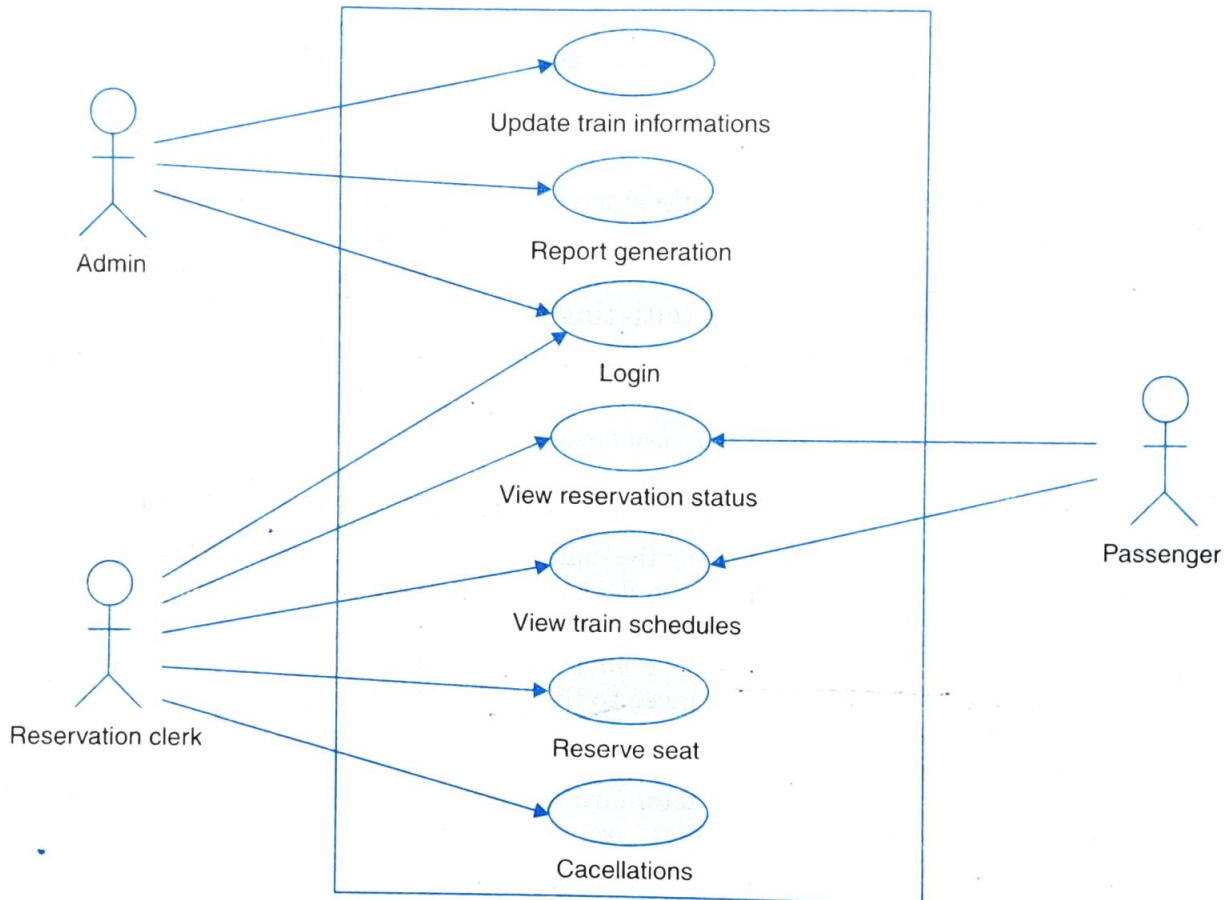 Update train informations
Report generation
Admin
Login
View reservation status
Passenger
View train schedules
Reservation clerk
Reserve seat
Cacellations